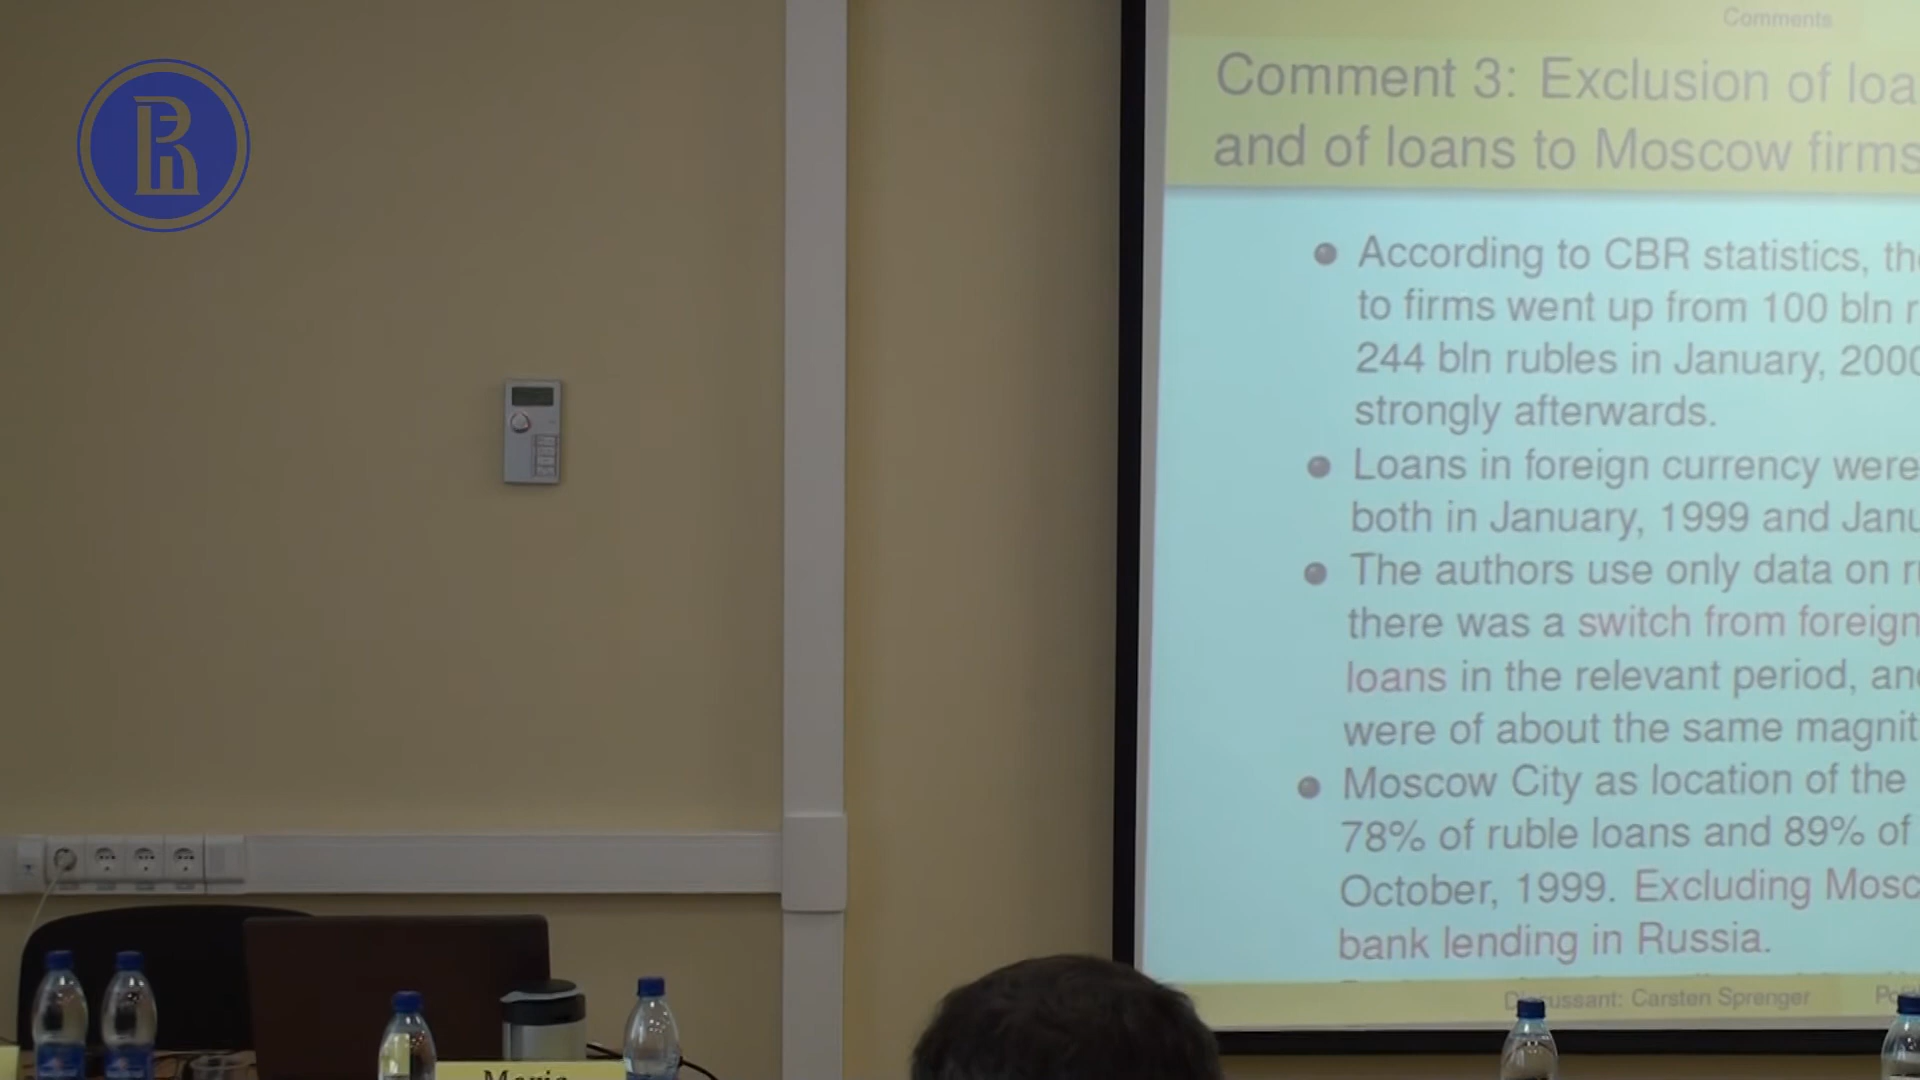 Comments
Comment 3: Exclusion of loa
and of loans to Moscow firms
According to CBR statistics, the
to firms went up from 100 bln r
244 bln rubles in January, 2000
strongly afterwards.
Loans in foreign currency were
both in January, 1999 and Janu
The authors use only data on r
there was a switch from foreign
loans in the relevant period, and
were of about the same magnit
Moscow City as location of the
78% of ruble loans and 89% of
October, 1999. Excluding Mosc
bank lending in Russia.
Discussant: Carsten Sprenger
Maria